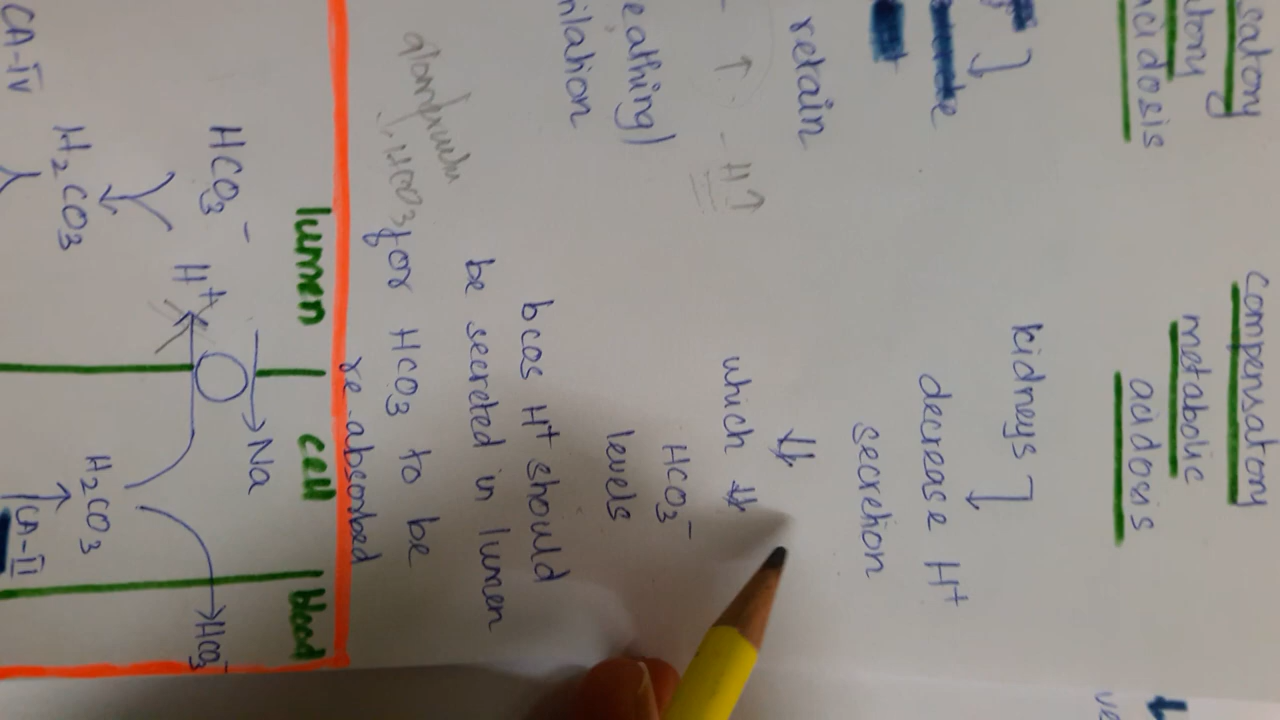 satory
compensatory
atory
metabolic
acidosis
acidosis
kidneys
decrease H⁺
secretion
retain
which ↓↓
HCO3⁻
levels
- ↑ - H↑
eathing)
ilation
bcos H⁺ should
be secreted in lumen
for HCO3 to be
re-absorbed
HCO3
lumen
cell
blood
HCO3⁻
H⁺
Na
HCO3⁻
H2CO3
H2CO3
CA-IV
CA-II